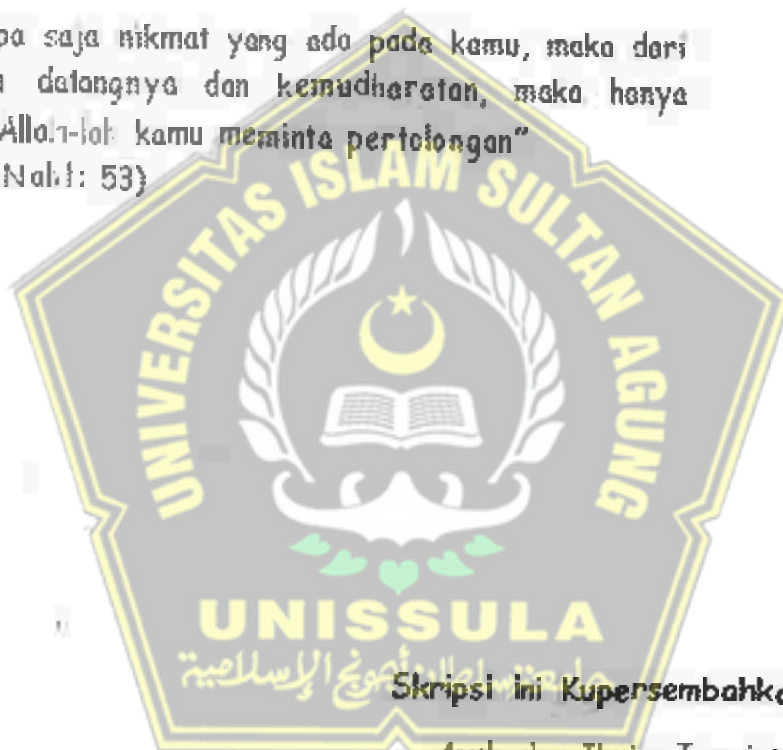 pa saja nikmat yang ada pada kamu, maka dari
datangnya dan kemudharatan, maka hanya
Allah-lah kamu meminta pertolongan"
Nahl: 53)
UNIVERSITAS ISLAM SULTAN AGUNG
UNISSULA
جامعة سلطان أجونج الإسلامية
Skripsi ini Kupersembahka